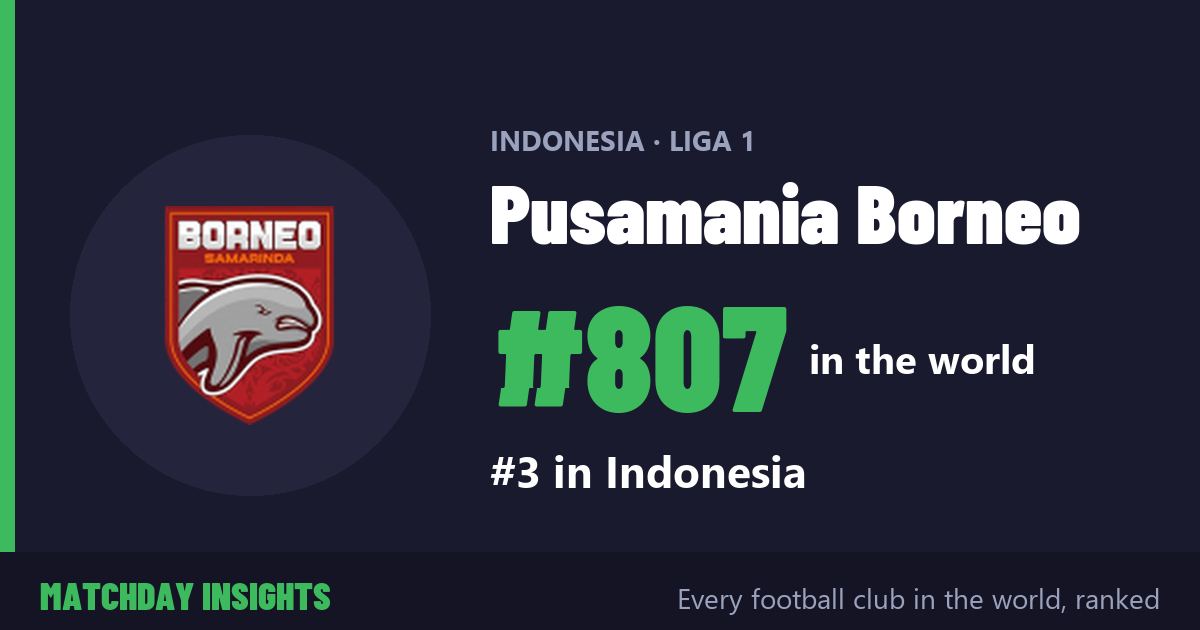 BORNEO
SAMARINDA
INDONESIA · LIGA 1
Pusamania Borneo
#807 in the world
#3 in Indonesia
MATCHDAY INSIGHTS
Every football club in the world, ranked